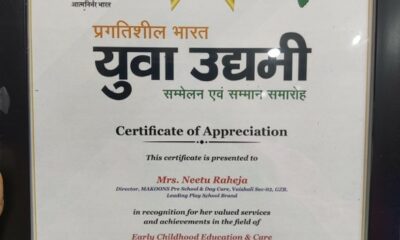 आत्मनिर्भर भारत
प्रगतिशील भारत
युवा उद्यमी
सम्मेलन एवं सम्मान समारोह
Certificate of Appreciation
This certificate is presented to
Mrs. Neetu Raheja
Director, MAKOONS Pre School & Day Care, Vaishali Sec-02, GZB.
Leading Play School Brand
in recognition for her valued services
and achievements in the field of
Early Childhood Education & Care